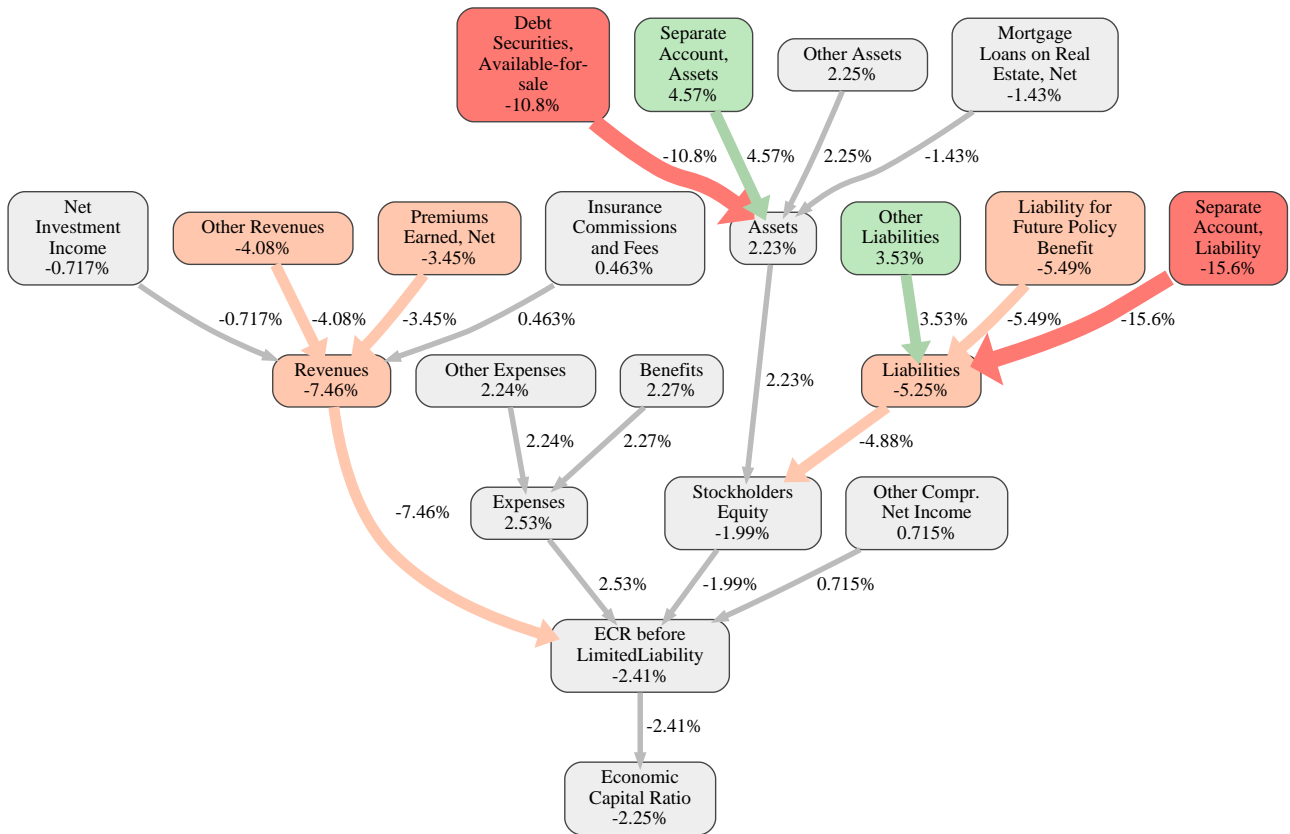 Debt
Securities,
Available-for-
sale
-10.8%
Separate
Account,
Assets
4.57%
Other Assets
2.25%
Mortgage
Loans on Real
Estate, Net
-1.43%
-10.8%
4.57%
2.25%
-1.43%
Net
Investment
Income
-0.717%
Other Revenues
-4.08%
Premiums
Earned, Net
-3.45%
Insurance
Commissions
and Fees
0.463%
Assets
2.23%
Other
Liabilities
3.53%
Liability for
Future Policy
Benefit
-5.49%
Separate
Account,
Liability
-15.6%
-0.717%
-4.08%
-3.45%
0.463%
3.53%
-5.49%
-15.6%
Revenues
-7.46%
Other Expenses
2.24%
Benefits
2.27%
2.23%
Liabilities
-5.25%
2.24%
2.27%
-4.88%
-7.46%
Expenses
2.53%
Stockholders
Equity
-1.99%
Other Compr.
Net Income
0.715%
2.53%
-1.99%
0.715%
ECR before
LimitedLiability
-2.41%
-2.41%
Economic
Capital Ratio
-2.25%